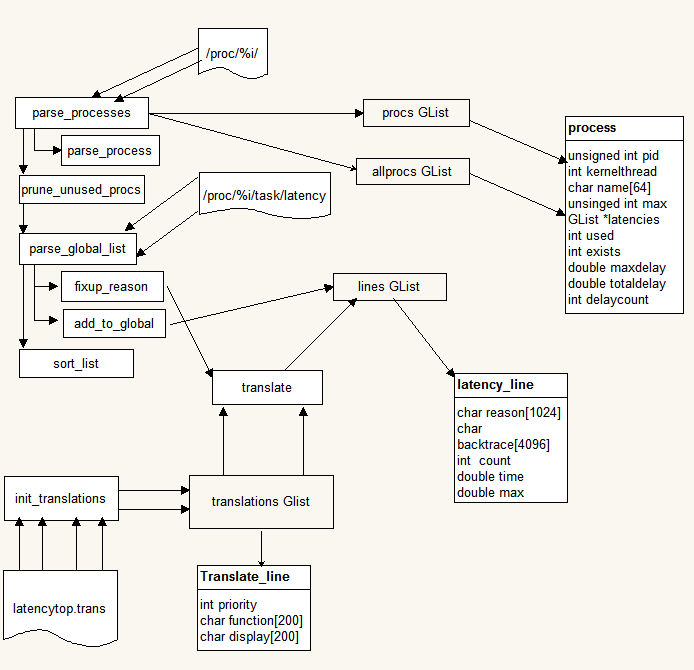 /proc/%i/
parse_processes
procs GList
process
parse_process
allprocs GList
unsigned int pid
int kernelthread
char name[64]
unsinged int max
GList *latencies
int used
int exists
double maxdelay
double totaldelay
int delaycount
prune_unused_procs
/proc/%i/task/latency
parse_global_list
fixup_reason
lines GList
add_to_global
sort_list
translate
latency_line
char reason[1024]
char
backtrace[4096]
int count
double time
double max
init_translations
translations Glist
Translate_line
int priority
char function[200]
char display[200]
latencytop.trans